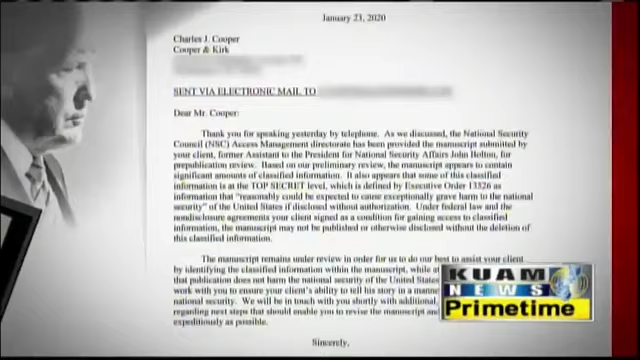 January 23, 2020
Charles J. Cooper
Cooper & Kirk
SENT VIA ELECTRONIC MAIL TO
Dear Mr. Cooper:
Thank you for speaking yesterday by telephone. As we discussed, the National Security
Council (NSC) Access Management directorate has been provided the manuscript submitted by
your client, former Assistant to the President for National Security Affairs John Bolton, for
prepublication review. Based on our preliminary review, the manuscript appears to contain
significant amounts of classified information. It also appears that some of this classified
information is at the TOP SECRET level, which is defined by Executive Order 13526 as
information that "reasonably could be expected to cause exceptionally grave harm to the national
security" of the United States if disclosed without authorization. Under federal law and the
nondisclosure agreements your client signed as a condition for gaining access to classified
information, the manuscript may not be published or otherwise disclosed without the deletion of
this classified information.
The manuscript remains under review in order for us to do our best to assist your client
by identifying the classified information within the manuscript, while at
that publication does not harm the national security of the United States
work with you to ensure your client's ability to tell his story in a manner
national security. We will be in touch with you shortly with additional,
regarding next steps that should enable you to revise the manuscript and
expeditiously as possible.
Sincerely,
KUAM
NEWS
Primetime